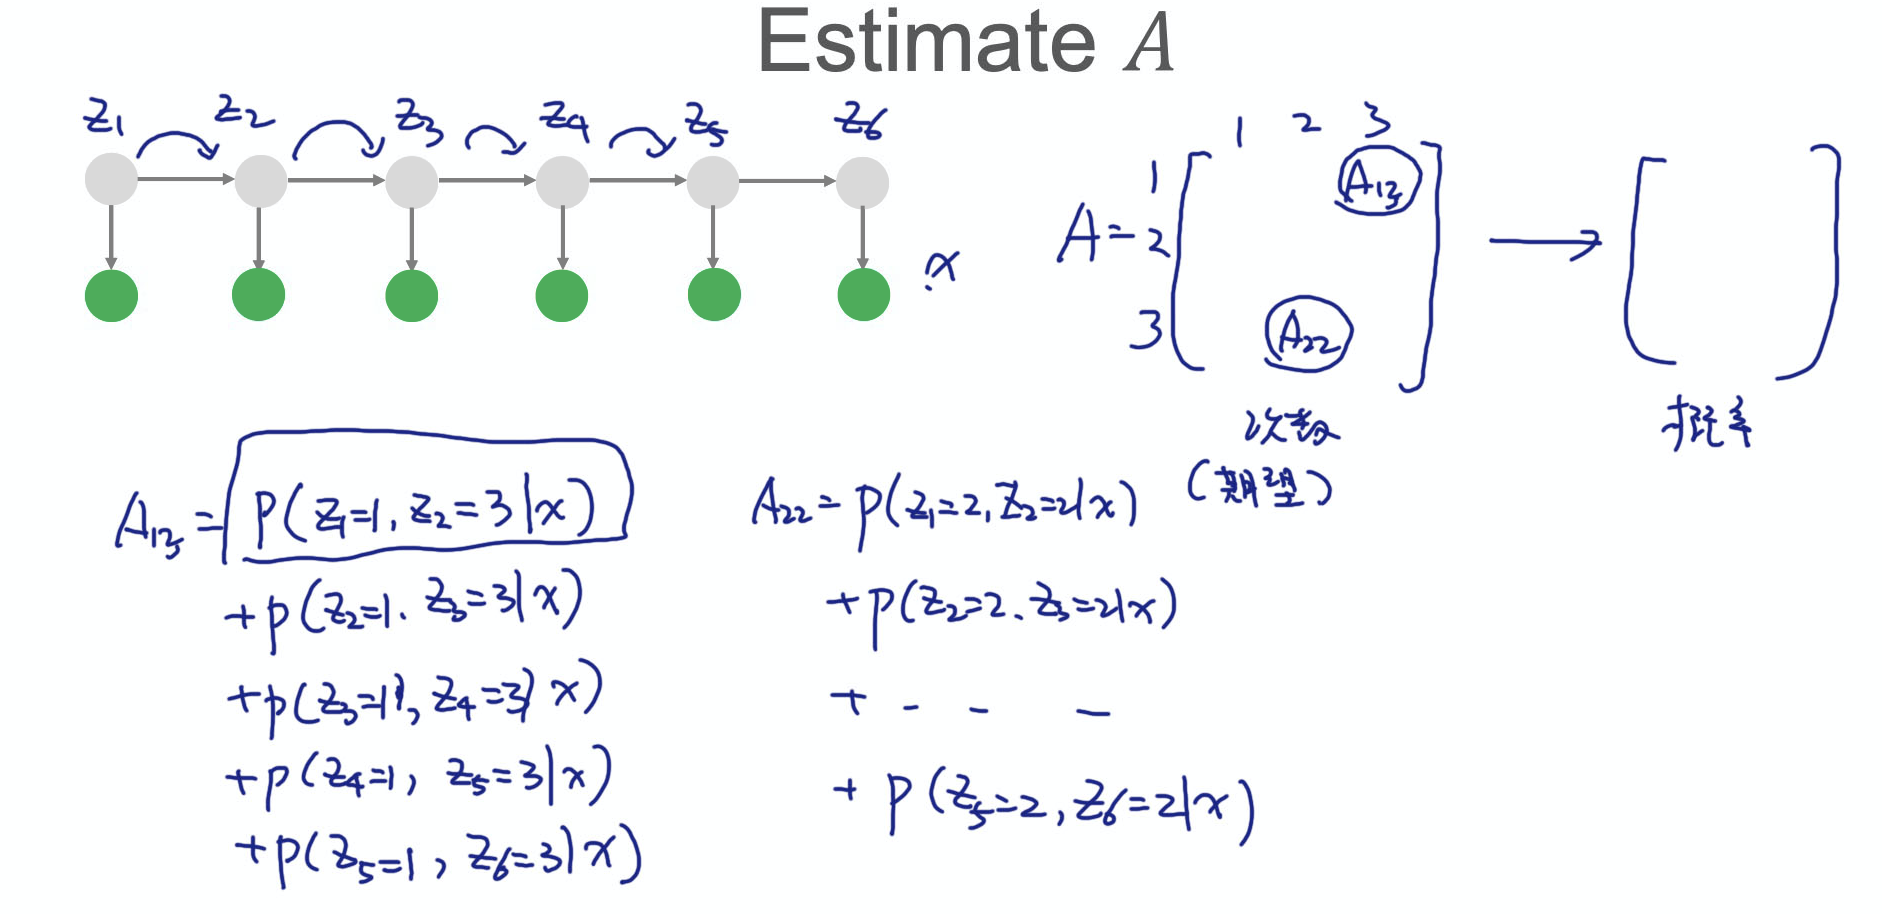 Estimate A
z1 z2 z3 z4 z5 z6
x
1 2 3
1
A= 2
3
A13
A22
次数
(期望)
概率
A13 = P(z1=1, z2=3|x)
+p(z2=1. z3=3|x)
+p(z3=1, z4=3|x)
+p(z4=1, z5=3|x)
+p(z5=1, z6=3|x)
A22 = p(z1=2, z2=2|x)
+p(z2=2. z3=2|x)
+ - - -
+ p(z5=2, z6=2|x)